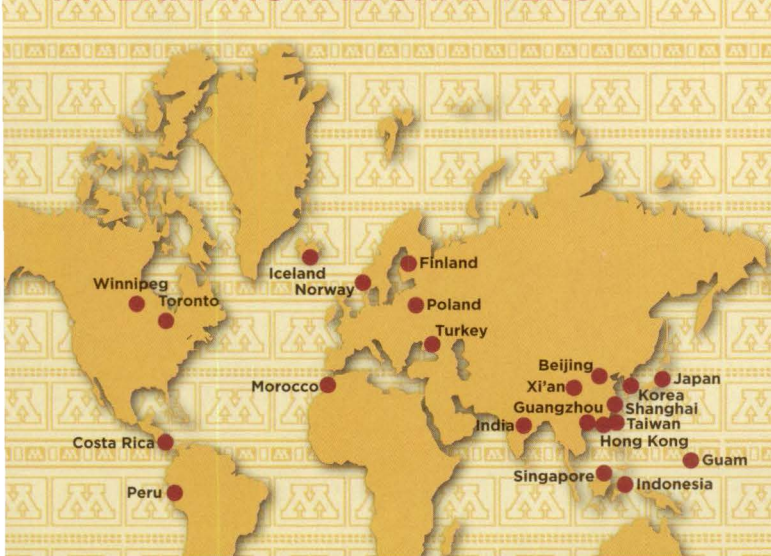 Iceland
Finland
Norway
Winnipeg
Toronto
Poland
Turkey
Beijing
Japan
Xi'an
Korea
Morocco
Guangzhou
Shanghai
India
Taiwan
Hong Kong
Costa Rica
Guam
Singapore
Indonesia
Peru